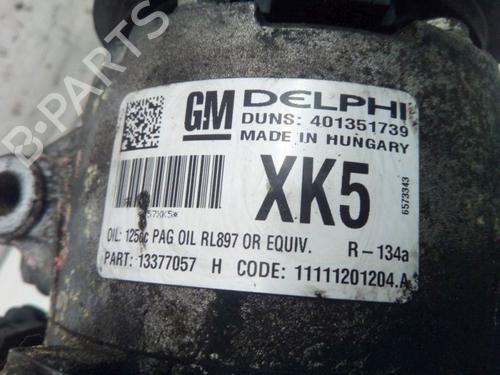 GM DELPHI
DUNS: 401351739
MADE IN HUNGARY
XK5
6573343
57XK5*
OIL: 125cc PAG OIL RL897 OR EQUIV. R-134a
PART: 13377057 H CODE: 11111201204.A
B-PARTS